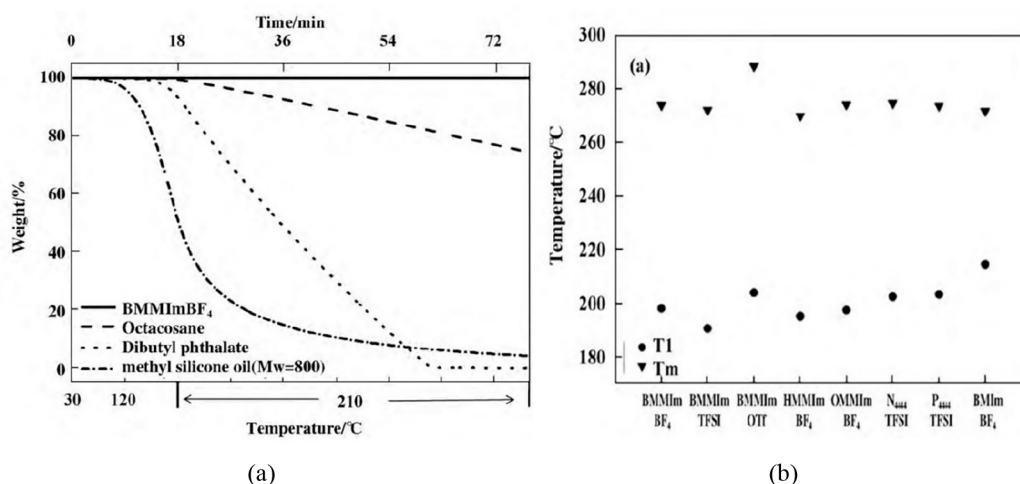 Time/min
0 18 36 54 72
100
80
60
40
20
0
Weight/%
BMMImBF₄
Octacosane
Dibutyl phthalate
methyl silicone oil(Mw=800)
30 120 210
Temperature/℃
(a)
300
280
260
240
220
200
180
Temperature/℃
(a)
T1
Tm
BMMIm BMMIm BMMIm HMMIm OMMIm N₄₄₄₄ P₄₄₄₄ BMIm
BF₄ TFSI OTf BF₄ BF₄ TFSI TFSI BF₄
(b)